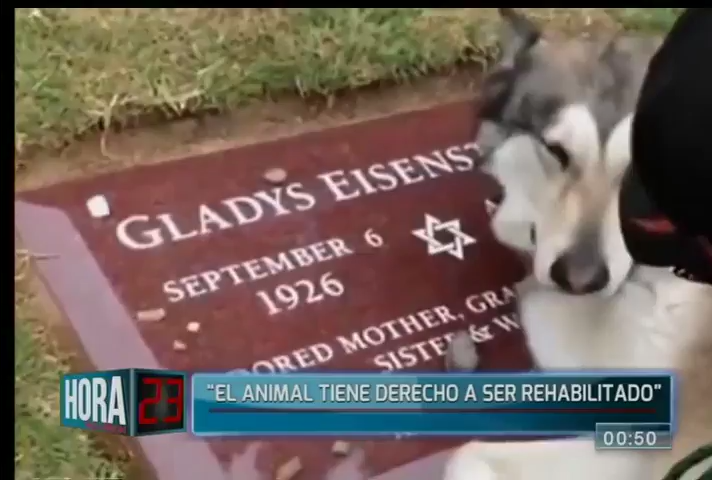 GLADYS EISENST
SEPTEMBER 6
1926
ORED MOTHER, GRA
SISTE & W
HORA 23
"EL ANIMAL TIENE DERECHO A SER REHABILITADO"
00:50